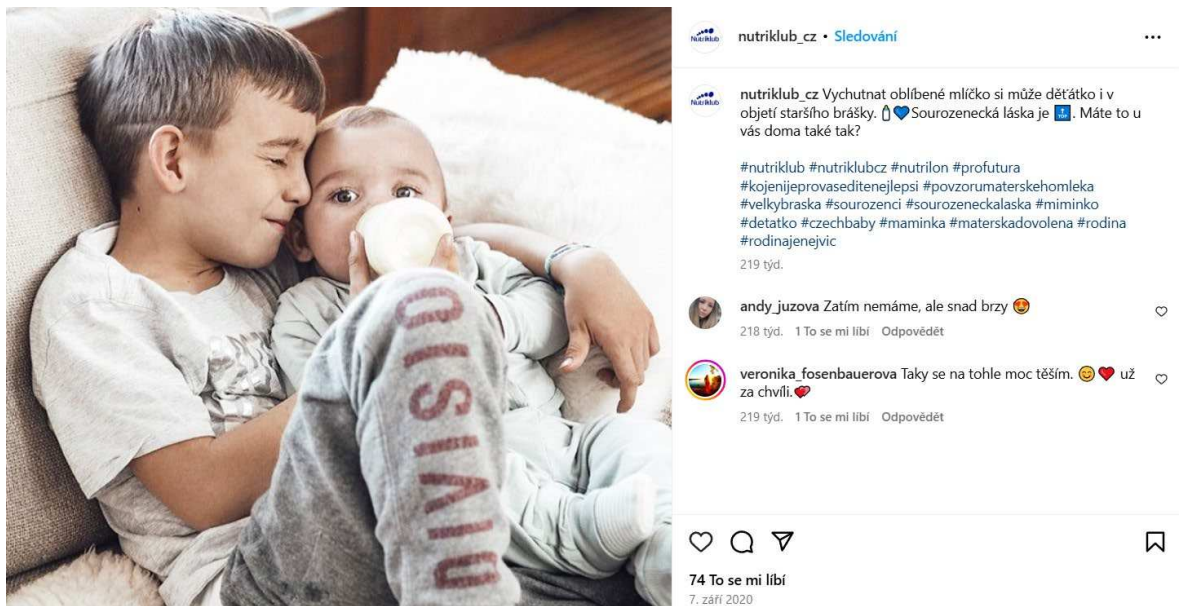 Nutriklub
nutriklub_cz • Sledování
Nutriklub
nutriklub_cz Vychutnat oblíbené mlíčko si může děťátko i v
objetí staršího brášky. 🍼💙Sourozenecká láska je 🔝. Máte to u
vás doma také tak?
#nutriklub #nutriklubcz #nutrilon #profutura
#kojenijeprovaseditenejlepsi #povzorumaterskehomleka
#velkybraska #sourozenci #sourozeneckalaska #miminko
#detatko #czechbaby #maminka #materskadovolena #rodina
#rodinajenejvic
219 týd.
andy_juzova Zatím nemáme, ale snad brzy 😍
218 týd. 1 To se mi líbí Odpovědět
veronika_fosenbauerova Taky se na tohle moc těším. 😊❤️ už
za chvíli.💕
219 týd. 1 To se mi líbí Odpovědět
74 To se mi líbí
7. září 2020